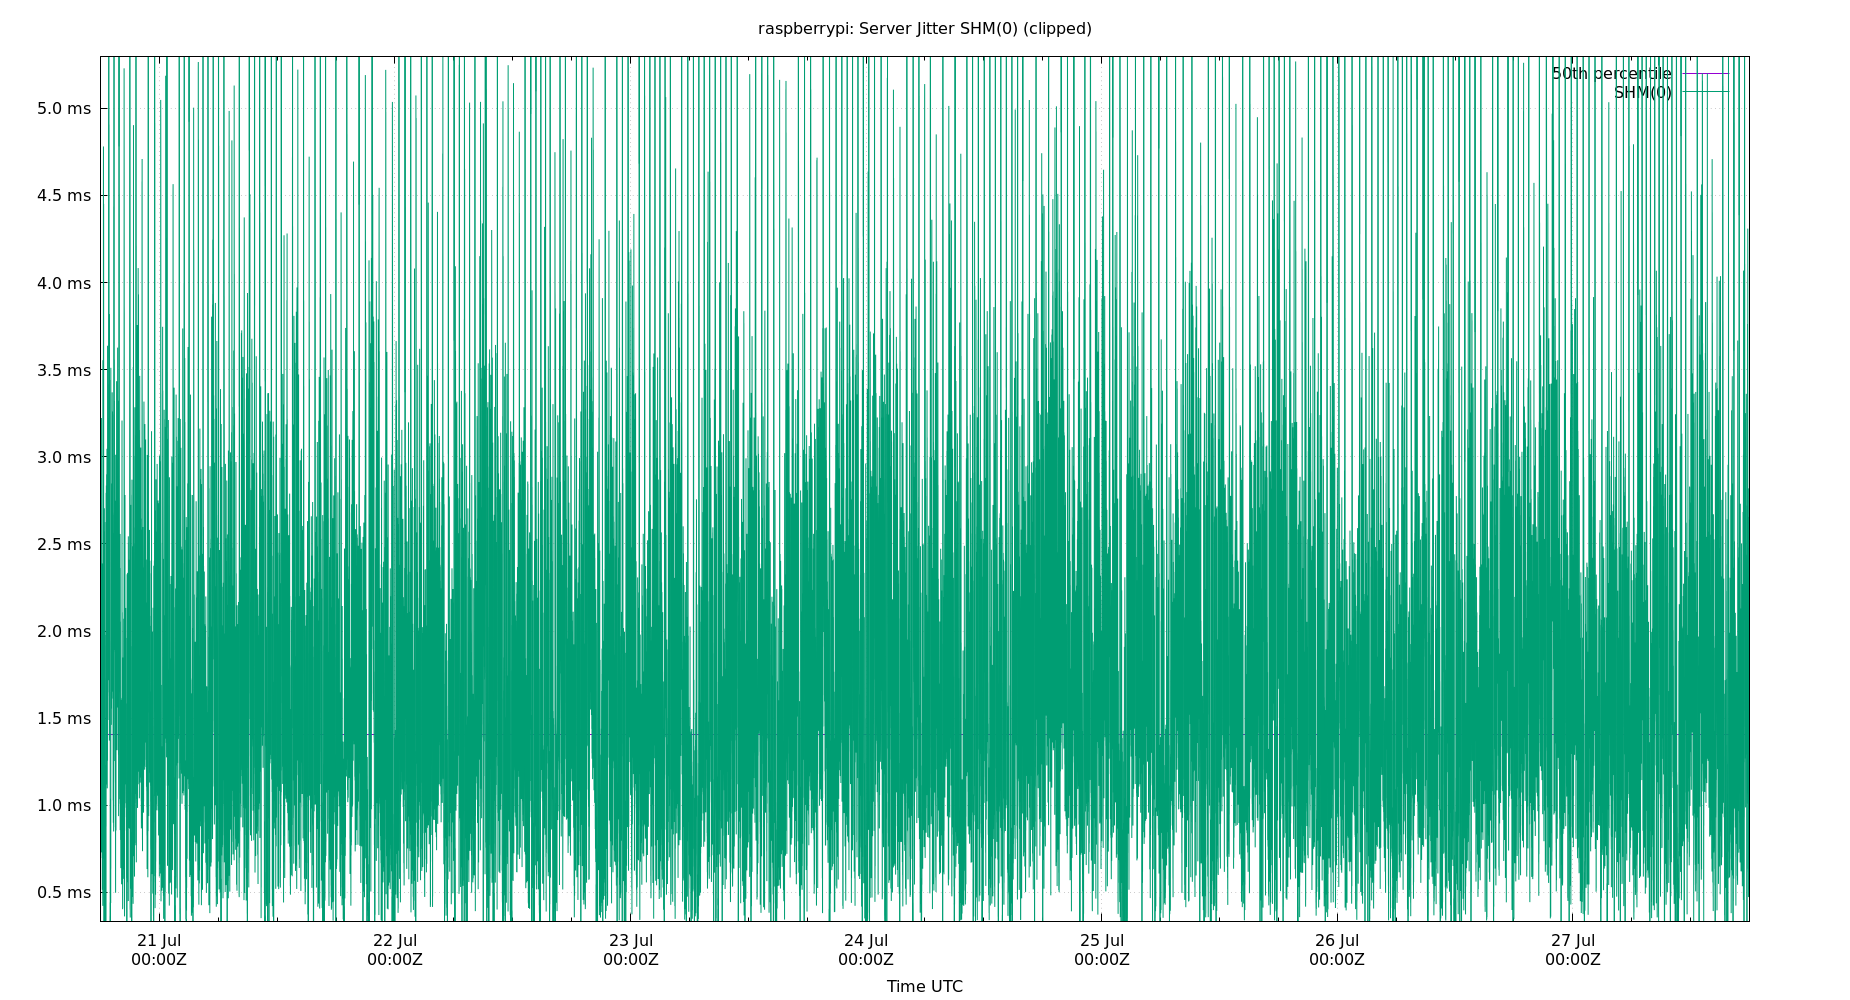 raspberrypi: Server Jitter SHM(0) (clipped)
50th percentile
SHM(0)
5.0 ms
4.5 ms
4.0 ms
3.5 ms
3.0 ms
2.5 ms
2.0 ms
1.5 ms
1.0 ms
0.5 ms
21 Jul 22 Jul 23 Jul 24 Jul 25 Jul 26 Jul 27 Jul
00:00Z 00:00Z 00:00Z 00:00Z 00:00Z 00:00Z 00:00Z
Time UTC